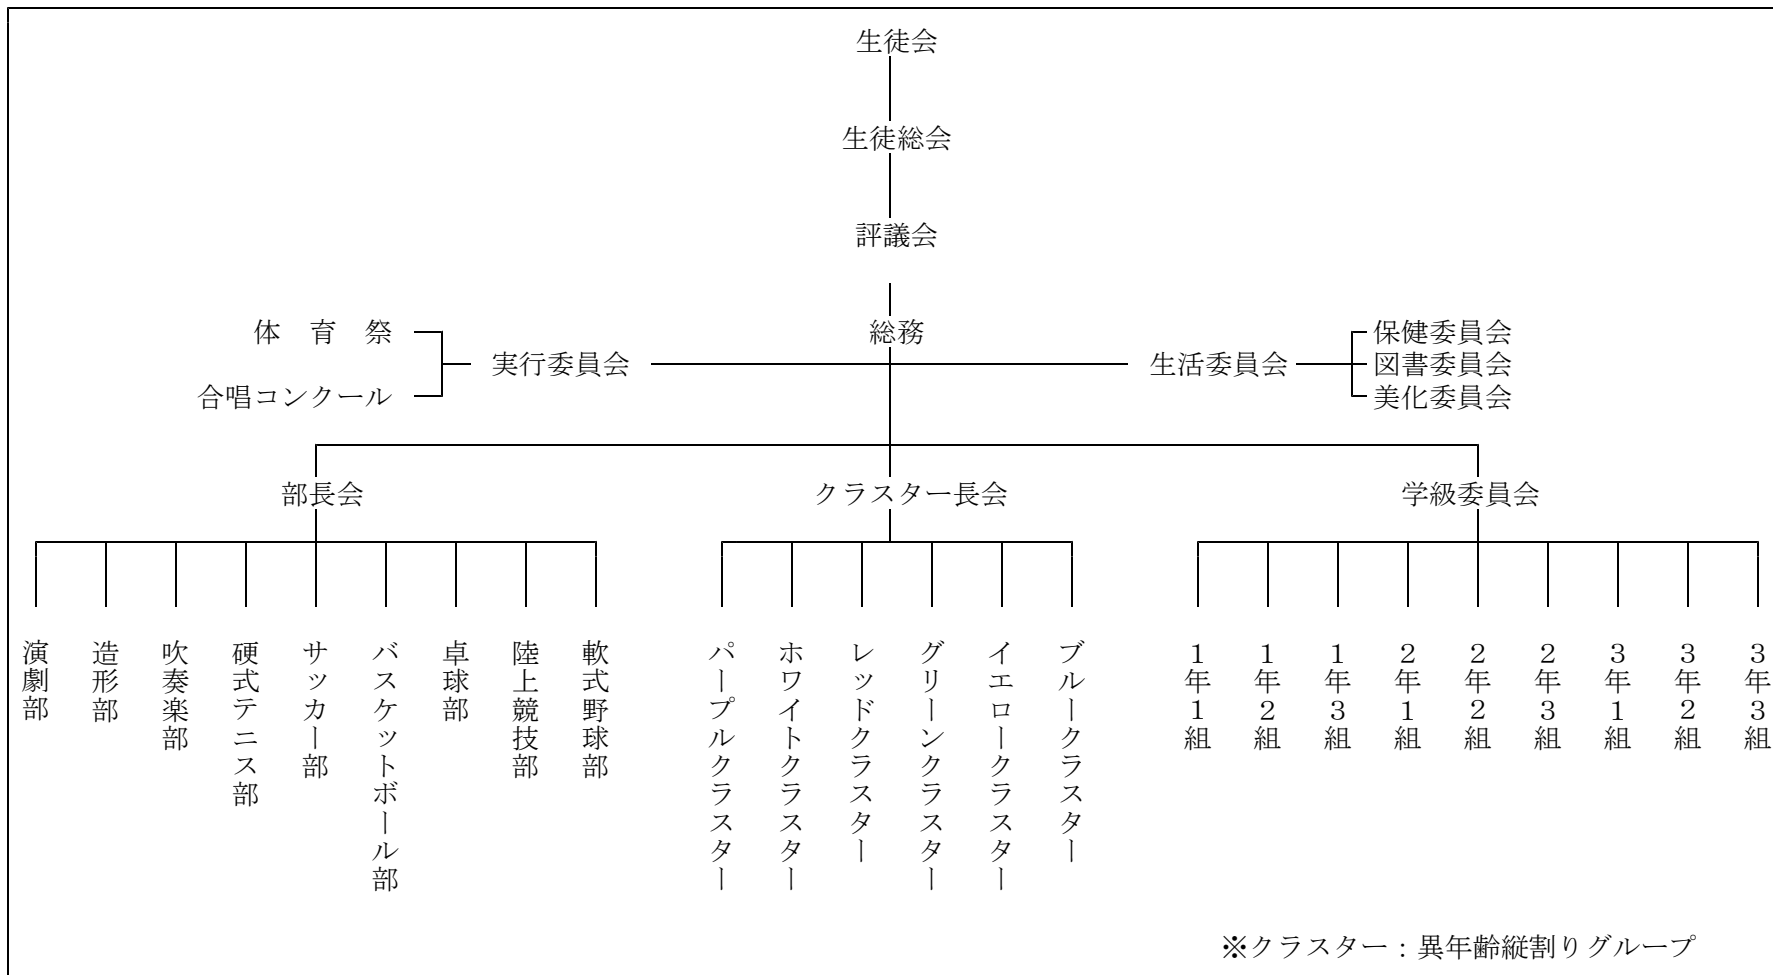 生徒会
生徒総会
評議会
総務
体　育　祭
合唱コンクール
実行委員会
生活委員会
保健委員会
図書委員会
美化委員会
部長会
クラスター長会
学級委員会
演劇部
造形部
吹奏楽部
硬式テニス部
サッカー部
バスケットボール部
卓球部
陸上競技部
軟式野球部
パープルクラスター
ホワイトクラスター
レッドクラスター
グリーンクラスター
イエロークラスター
ブルークラスター
１年１組
１年２組
１年３組
２年１組
２年２組
２年３組
３年１組
３年２組
３年３組
※クラスター：異年齢縦割りグループ